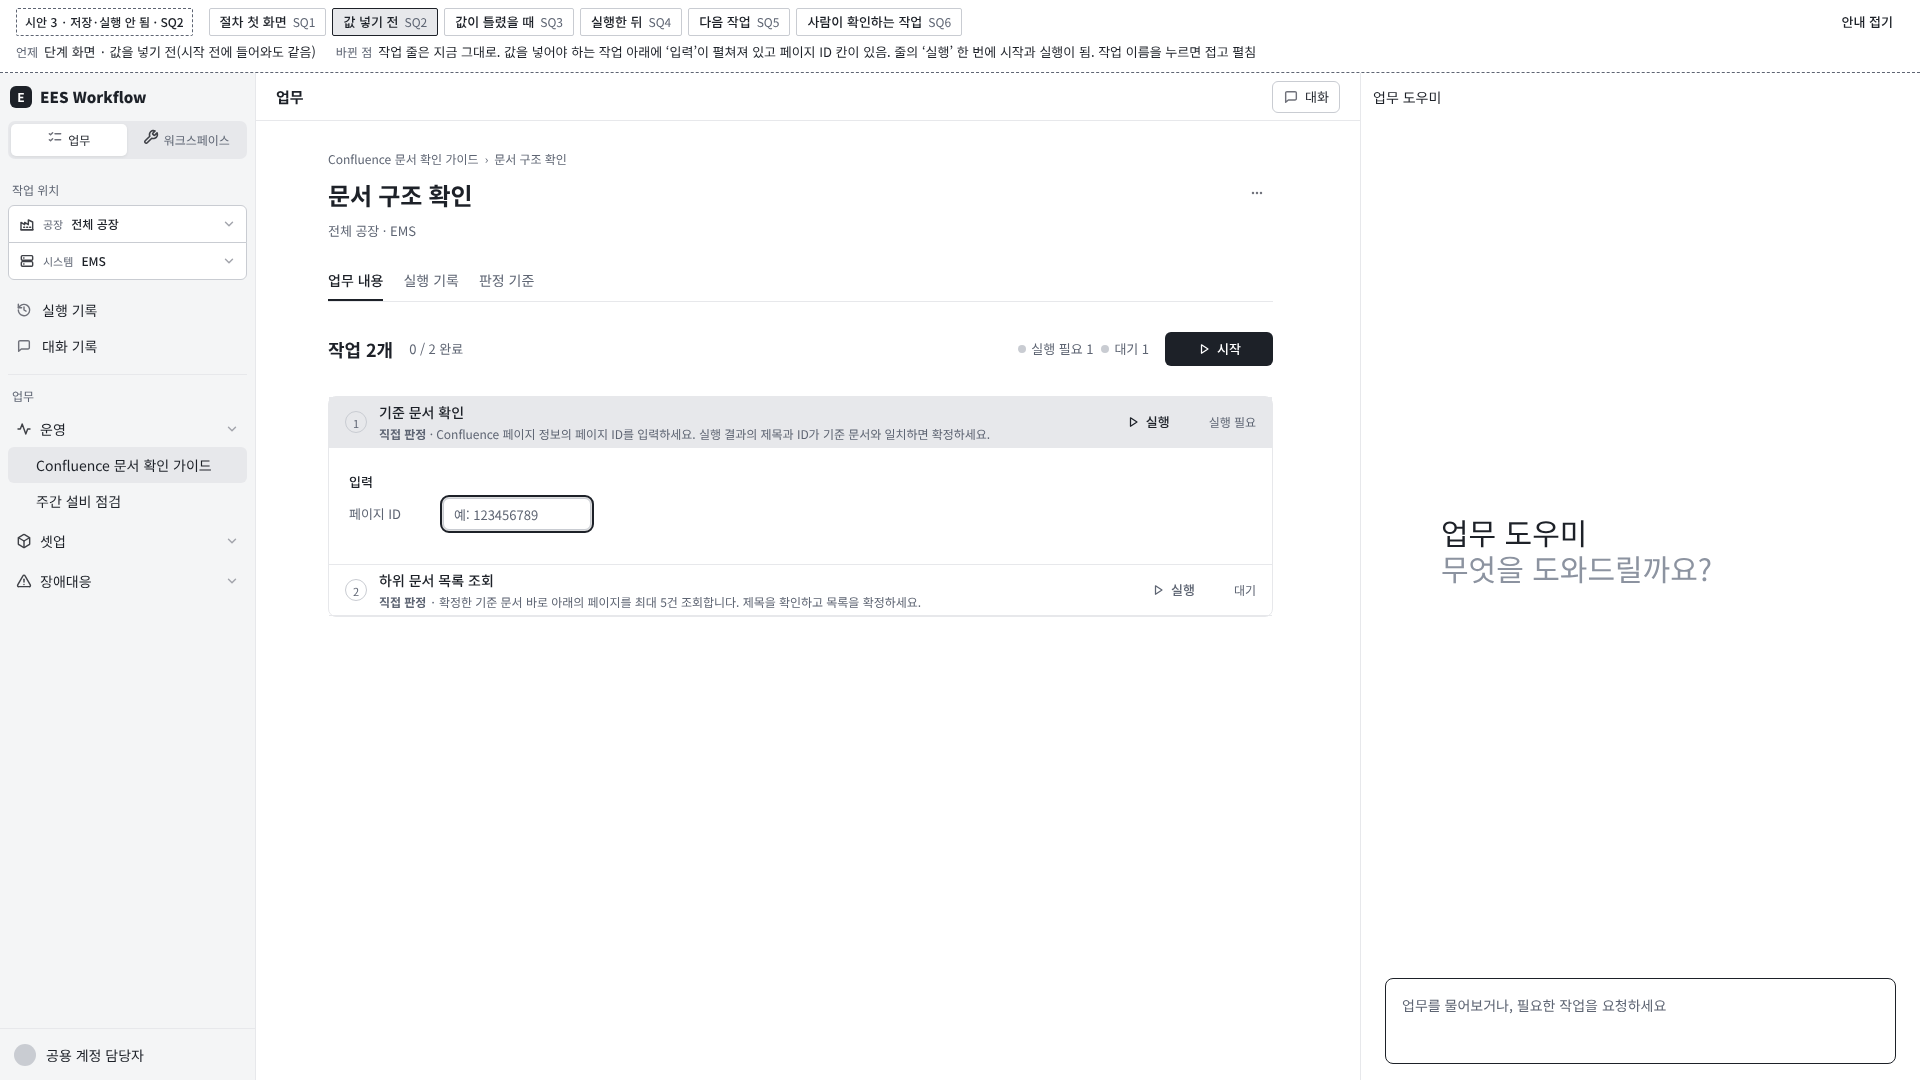 시안 3 · 저장·실행 안 됨 · SQ2
절차 첫 화면 SQ1
값 넣기 전 SQ2
값이 틀렸을 때 SQ3
실행한 뒤 SQ4
다음 작업 SQ5
사람이 확인하는 작업 SQ6
안내 접기
언제 단계 화면 · 값을 넣기 전(시작 전에 들어와도 같음)
바뀐 점 작업 줄은 지금 그대로. 값을 넣어야 하는 작업 아래에 ‘입력’이 펼쳐져 있고 페이지 ID 칸이 있음. 줄의 ‘실행’ 한 번에 시작과 실행이 됨. 작업 이름을 누르면 접고 펼침
E EES Workflow
업무
워크스페이스
작업 위치
공장 전체 공장
시스템 EMS
실행 기록
대화 기록
업무
운영
Confluence 문서 확인 가이드
주간 설비 점검
셋업
장애대응
공용 계정 담당자
업무
대화
Confluence 문서 확인 가이드 › 문서 구조 확인
문서 구조 확인
...
전체 공장 · EMS
업무 내용
실행 기록
판정 기준
작업 2개 0 / 2 완료
실행 필요 1
대기 1
시작
1
기준 문서 확인
직접 판정 · Confluence 페이지 정보의 페이지 ID를 입력하세요. 실행 결과의 제목과 ID가 기준 문서와 일치하면 확정하세요.
실행
실행 필요
입력
페이지 ID
예: 123456789
2
하위 문서 목록 조회
직접 판정 · 확정한 기준 문서 바로 아래의 페이지를 최대 5건 조회합니다. 제목을 확인하고 목록을 확정하세요.
실행
대기
업무 도우미
업무 도우미
무엇을 도와드릴까요?
업무를 물어보거나, 필요한 작업을 요청하세요